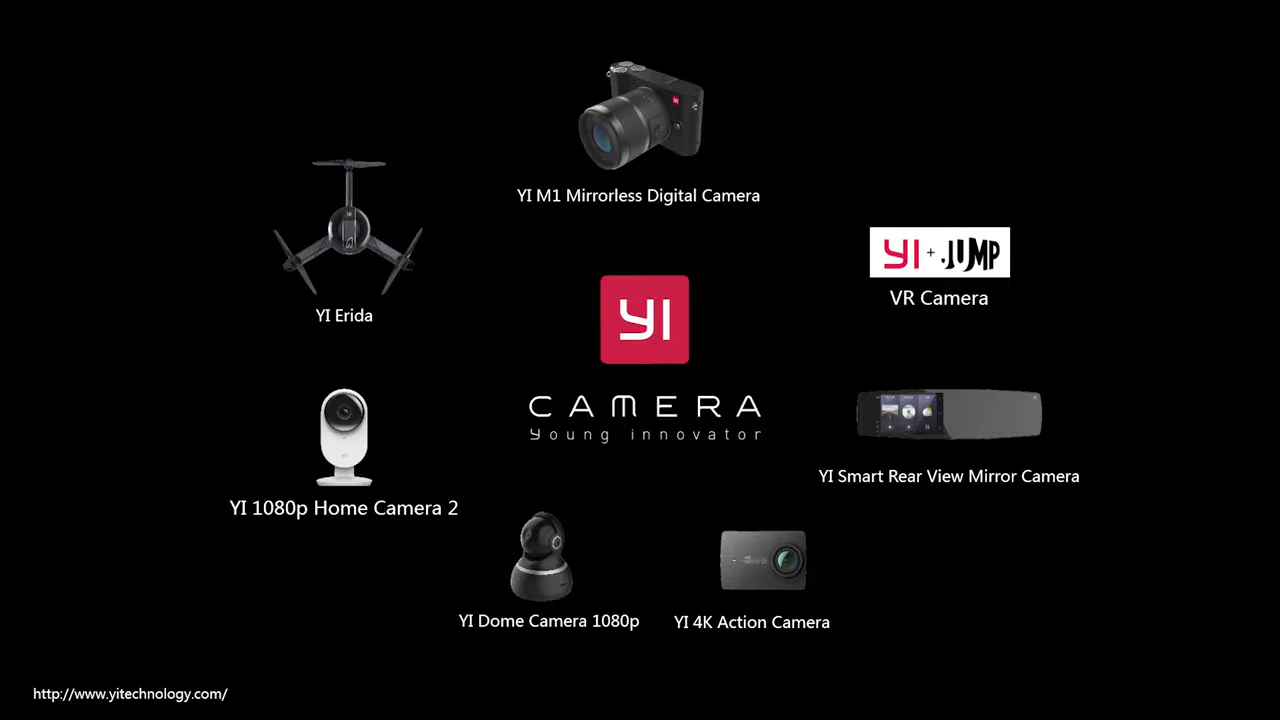 YI M1 Mirrorless Digital Camera
YI + JUMP
VR Camera
YI Erida
YI
CAMERA
Young innovator
YI Smart Rear View Mirror Camera
YI 1080p Home Camera 2
YI Dome Camera 1080p
YI 4K Action Camera
http://www.yitechnology.com/